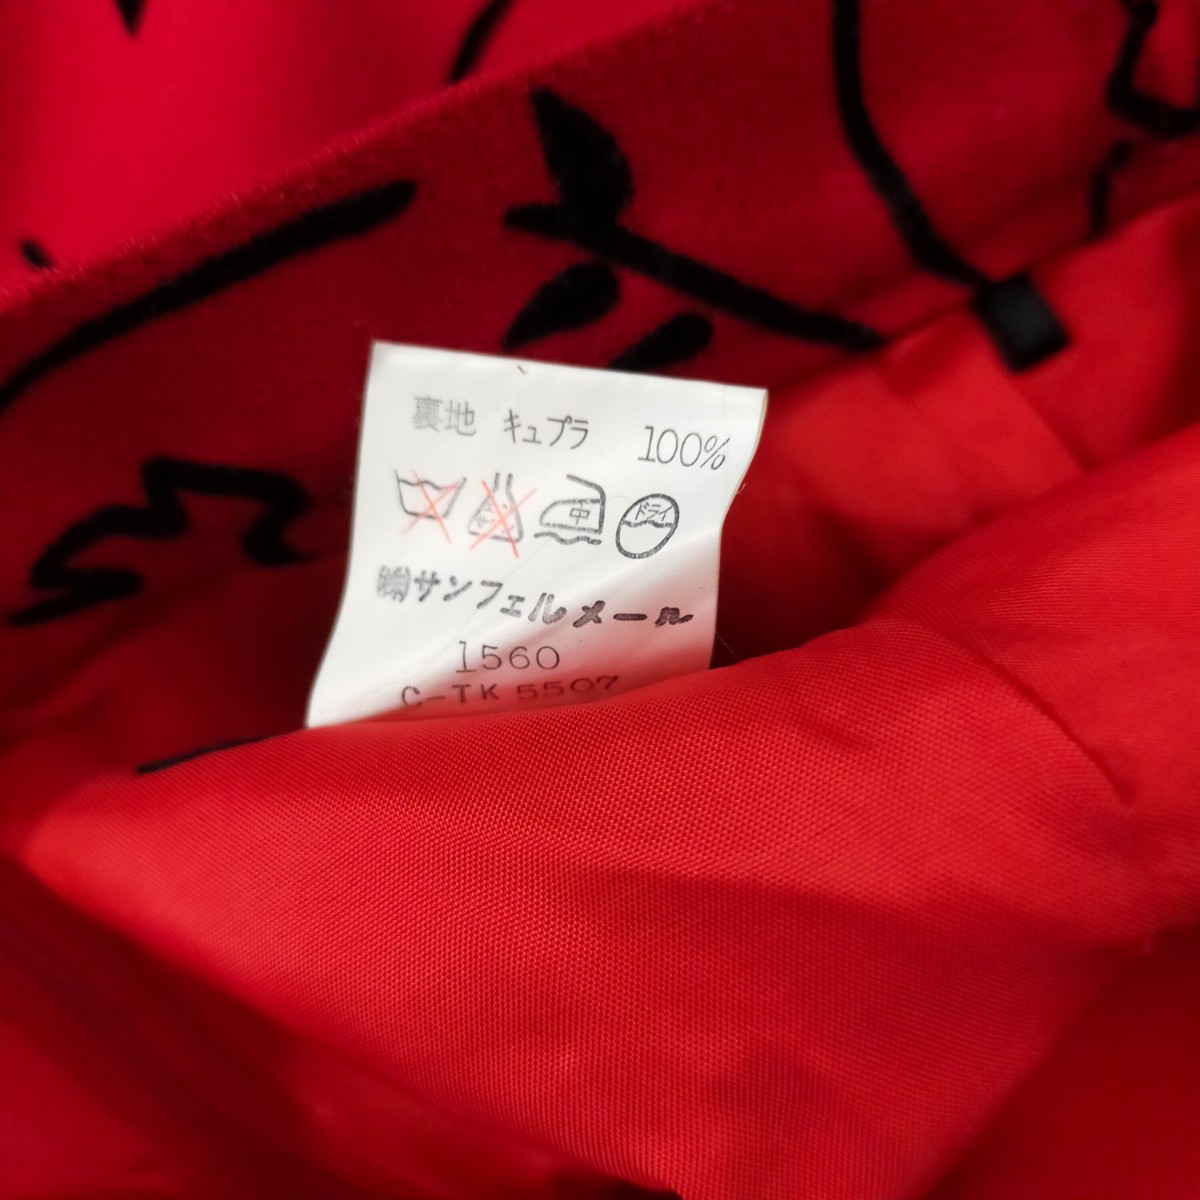 裏地 キュプラ 100%
中 ドライ
㈱サンフェルメール
1560
C-TK 5507